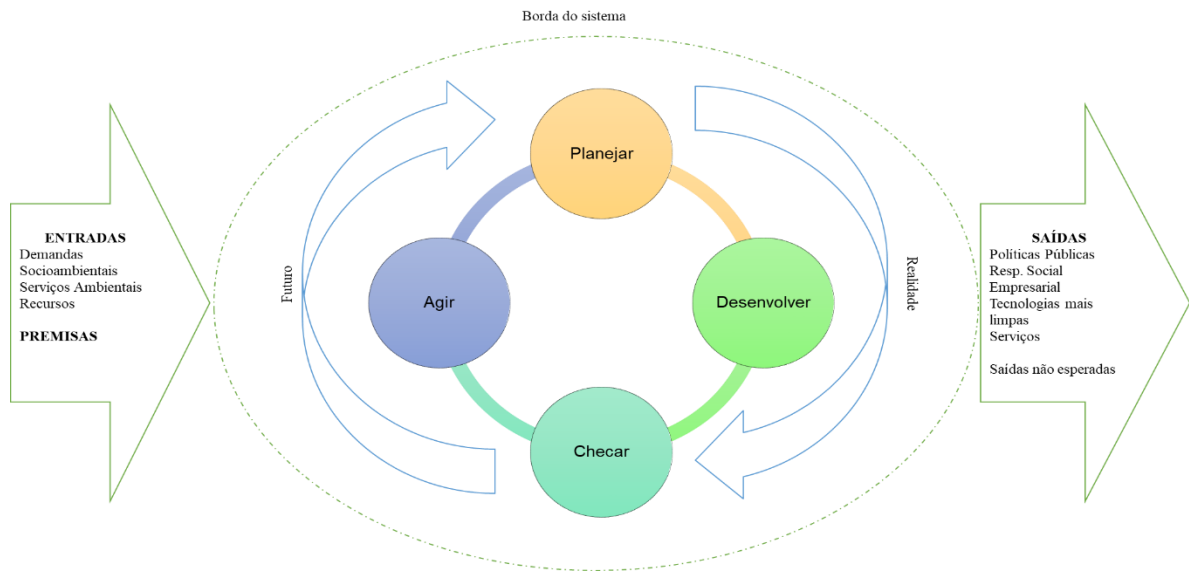 Borda do sistema
ENTRADAS
Demandas
Socioambientais
Serviços Ambientais
Recursos
PREMISAS
Futuro
Planejar
Agir
Desenvolver
Checar
Realidade
SAÍDAS
Políticas Públicas
Resp. Social
Empresarial
Tecnologias mais
limpas
Serviços
Saídas não esperadas